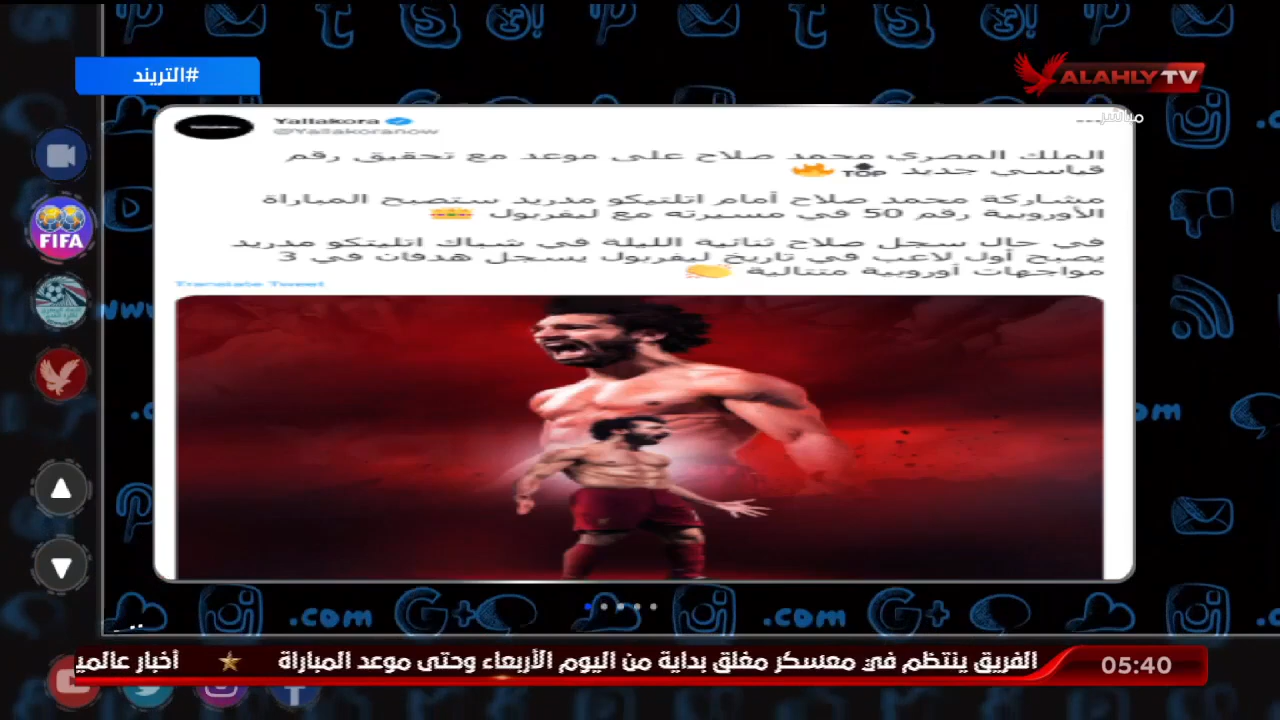 #التريند
ALAHLY TV
مباشر
Yallakora
@Yallakoranow
الملك المصري محمد صلاح على موعد مع تحقيق رقم
قياسي جديد 🔝🔥
مشاركة محمد صلاح أمام اتلتيكو مدريد ستصبح المباراة
الأوروبية رقم 50 في مسيرته مع ليفربول 👑
في حال سجل صلاح ثنائية الليلة في شباك اتليتكو مدريد
يصبح أول لاعب في تاريخ ليفربول يسجل هدفان في 3
مواجهات أوروبية متتالية
Translate Tweet
FIFA
.com
G+
.com
G+
الفريق ينتظم في معسكر مغلق بداية من اليوم الأربعاء وحتى موعد المباراة ★ أخبار
05:40